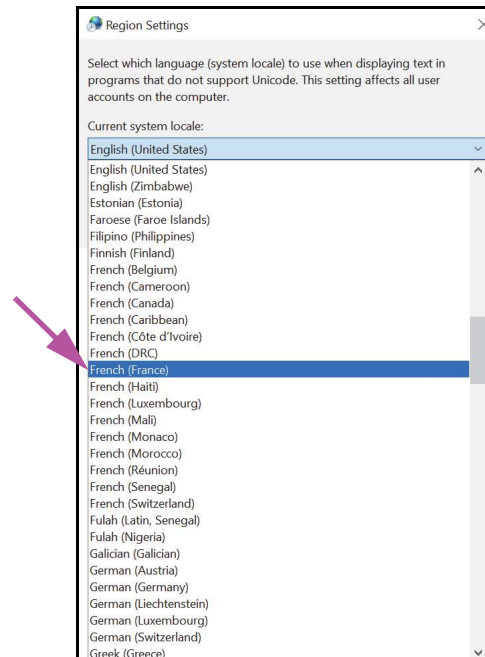 Region Settings
Select which language (system locale) to use when displaying text in
programs that do not support Unicode. This setting affects all user
accounts on the computer.
Current system locale:
English (United States)
English (United States)
English (Zimbabwe)
Estonian (Estonia)
Faroese (Faroe Islands)
Filipino (Philippines)
Finnish (Finland)
French (Belgium)
French (Cameroon)
French (Canada)
French (Caribbean)
French (Côte d’Ivoire)
French (DRC)
French (France)
French (Haiti)
French (Luxembourg)
French (Mali)
French (Monaco)
French (Morocco)
French (Réunion)
French (Senegal)
French (Switzerland)
Fulah (Latin, Senegal)
Fulah (Nigeria)
Galician (Galician)
German (Austria)
German (Germany)
German (Liechtenstein)
German (Luxembourg)
German (Switzerland)
Greek (Greece)